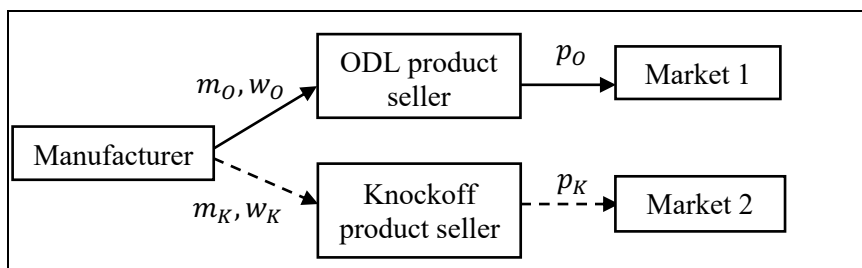 ODL product
seller
p_O
Market 1
m_O, w_O
Manufacturer
m_K, w_K
Knockoff
product seller
p_K
Market 2